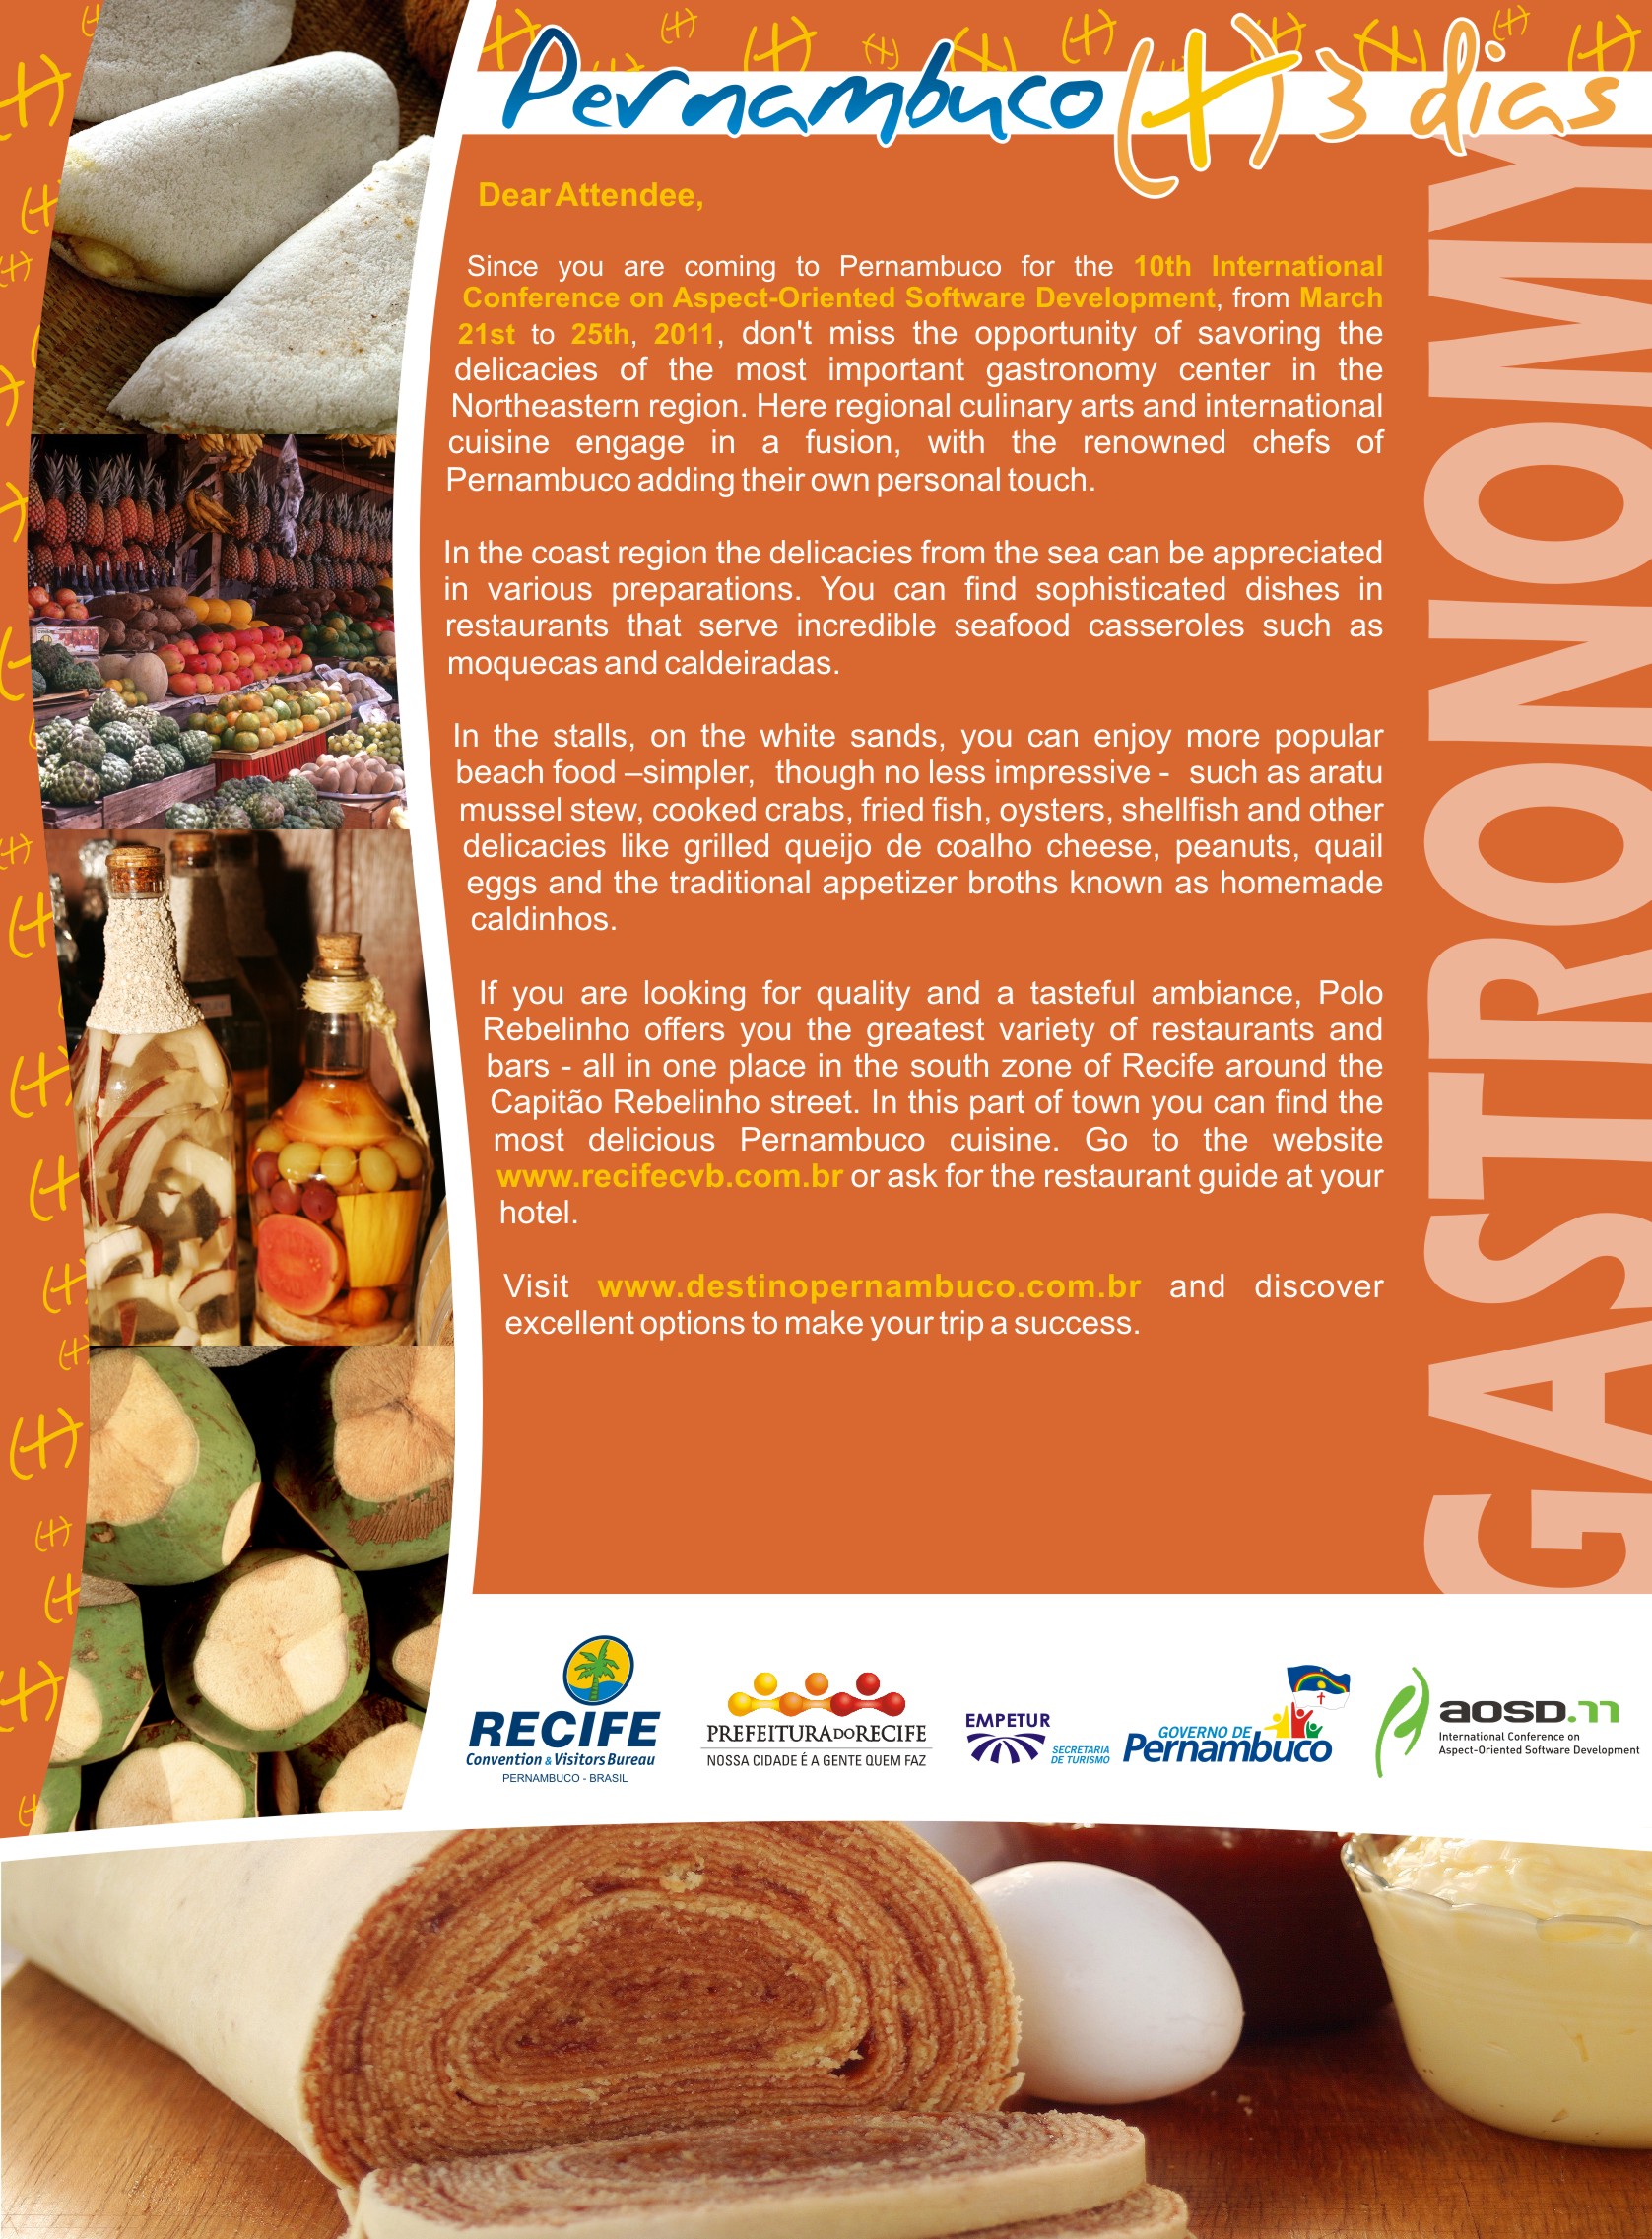 Pernambuco (+) 3 dias
Dear Attendee,
Since you are coming to Pernambuco for the 10th International
Conference on Aspect-Oriented Software Development, from March
21st to 25th, 2011, don't miss the opportunity of savoring the
delicacies of the most important gastronomy center in the
Northeastern region. Here regional culinary arts and international
cuisine engage in a fusion, with the renowned chefs of
Pernambuco adding their own personal touch.
In the coast region the delicacies from the sea can be appreciated
in various preparations. You can find sophisticated dishes in
restaurants that serve incredible seafood casseroles such as
moquecas and caldeiradas.
In the stalls, on the white sands, you can enjoy more popular
beach food –simpler, though no less impressive - such as aratu
mussel stew, cooked crabs, fried fish, oysters, shellfish and other
delicacies like grilled queijo de coalho cheese, peanuts, quail
eggs and the traditional appetizer broths known as homemade
caldinhos.
If you are looking for quality and a tasteful ambiance, Polo
Rebelinho offers you the greatest variety of restaurants and
bars - all in one place in the south zone of Recife around the
Capitão Rebelinho street. In this part of town you can find the
most delicious Pernambuco cuisine. Go to the website
www.recifecvb.com.br or ask for the restaurant guide at your
hotel.
Visit www.destinopernambuco.com.br and discover
excellent options to make your trip a success.
GASTRONOMY
RECIFE
Convention & Visitors Bureau
PERNAMBUCO - BRASIL
PREFEITURA DO RECIFE
NOSSA CIDADE É A GENTE QUEM FAZ
EMPETUR
SECRETARIA
DE TURISMO
GOVERNO DE
Pernambuco
AOSD.11
International Conference on
Aspect-Oriented Software Development